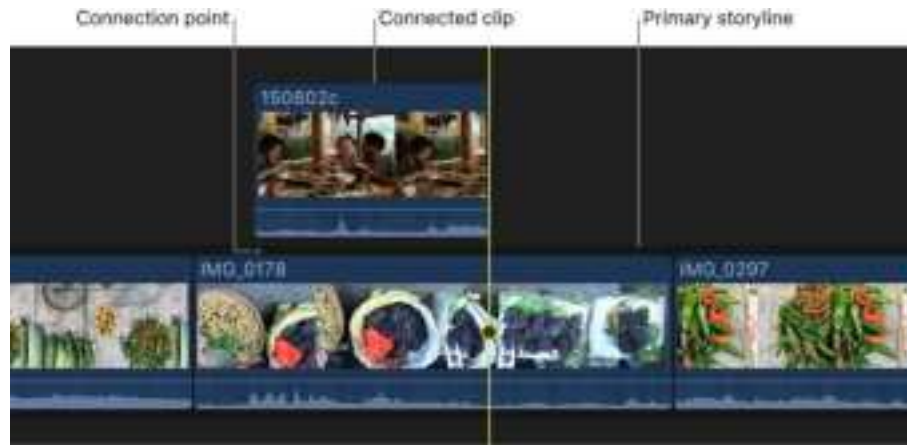 Connection point
Connected clip
Primary storyline
150802c
IMG_0178
IMG_0297